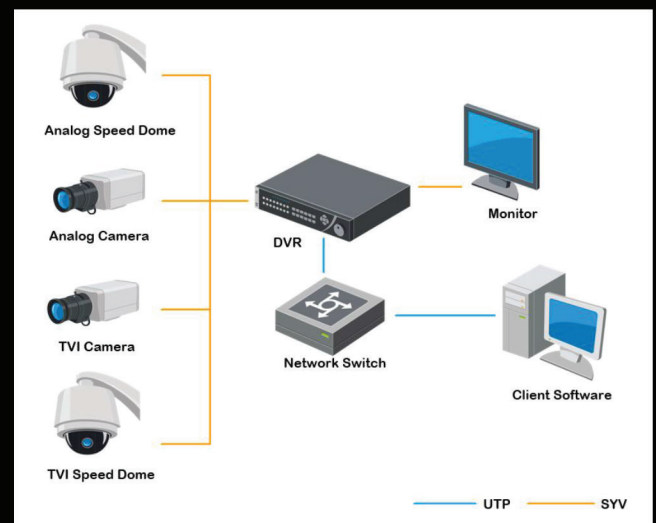 Analog Speed Dome
Analog Camera
TVI Camera
TVI Speed Dome
DVR
Monitor
Network Switch
Client Software
UTP
SYV